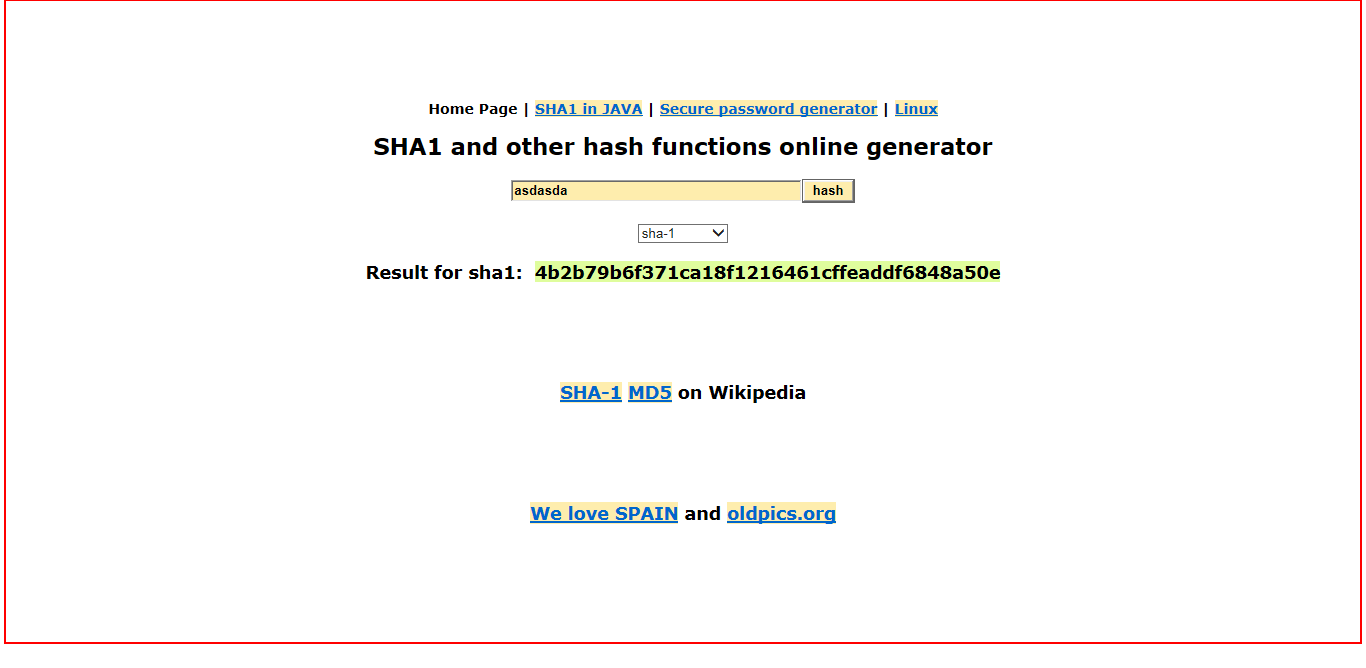 Home Page | SHA1 in JAVA | Secure password generator | Linux
SHA1 and other hash functions online generator
asdasda hash
sha-1
Result for sha1: 4b2b79b6f371ca18f1216461cffeaddf6848a50e
SHA-1 MD5 on Wikipedia
We love SPAIN and oldpics.org